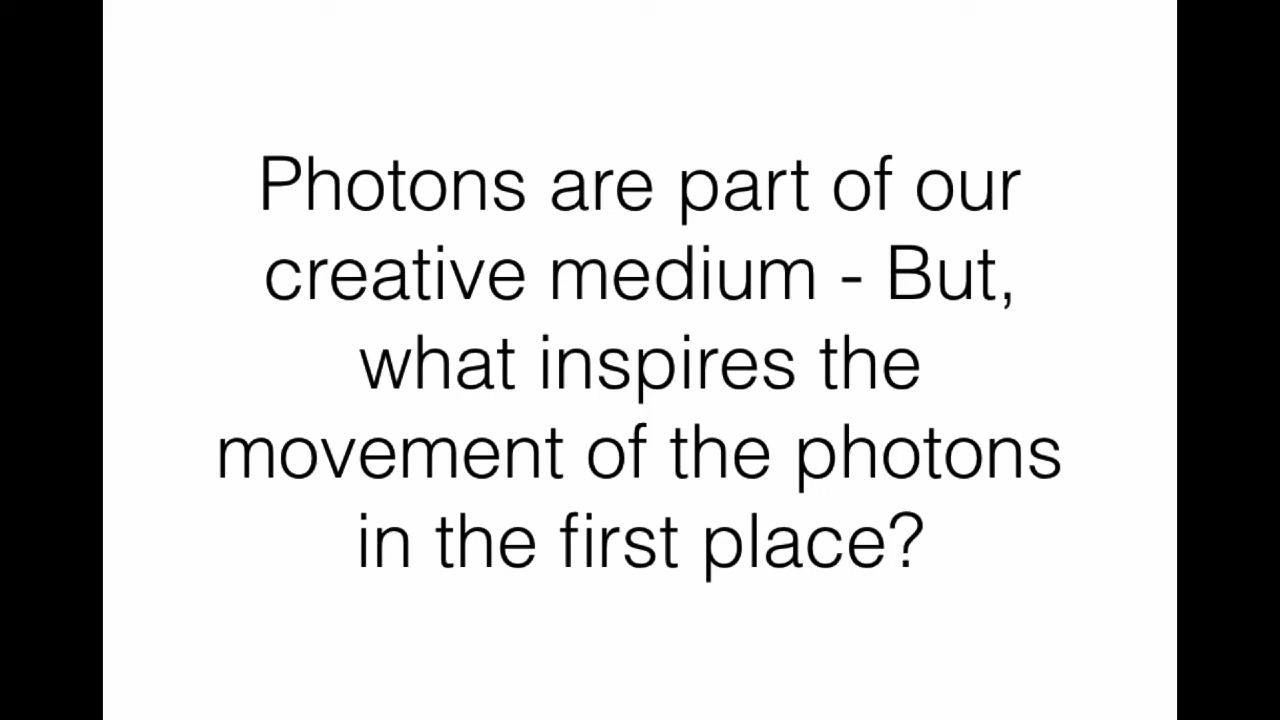 Photons are part of our
creative medium - But,
what inspires the
movement of the photons
in the first place?